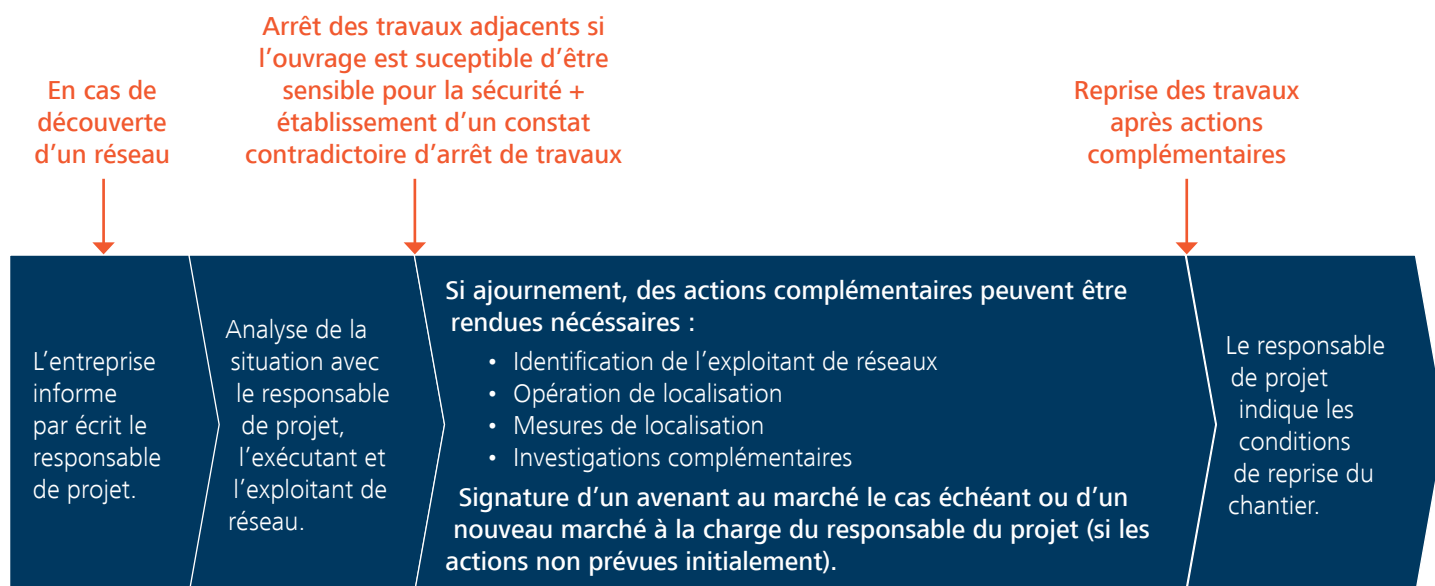 En cas de
découverte
d'un réseau
Arrêt des travaux adjacents si
l'ouvrage est suceptible d'être
sensible pour la sécurité +
établissement d'un constat
contradictoire d'arrêt de travaux
Reprise des travaux
après actions
complémentaires
L'entreprise
informe
par écrit le
responsable
de projet.
Analyse de la
situation avec
le responsable
de projet,
l'exécutant et
l'exploitant de
réseau.
Si ajournement, des actions complémentaires peuvent être
rendues nécéssaires :
• Identification de l'exploitant de réseaux
• Opération de localisation
• Mesures de localisation
• Investigations complémentaires
Signature d'un avenant au marché le cas échéant ou d'un
nouveau marché à la charge du responsable du projet (si les
actions non prévues initialement).
Le responsable
de projet
indique les
conditions
de reprise du
chantier.